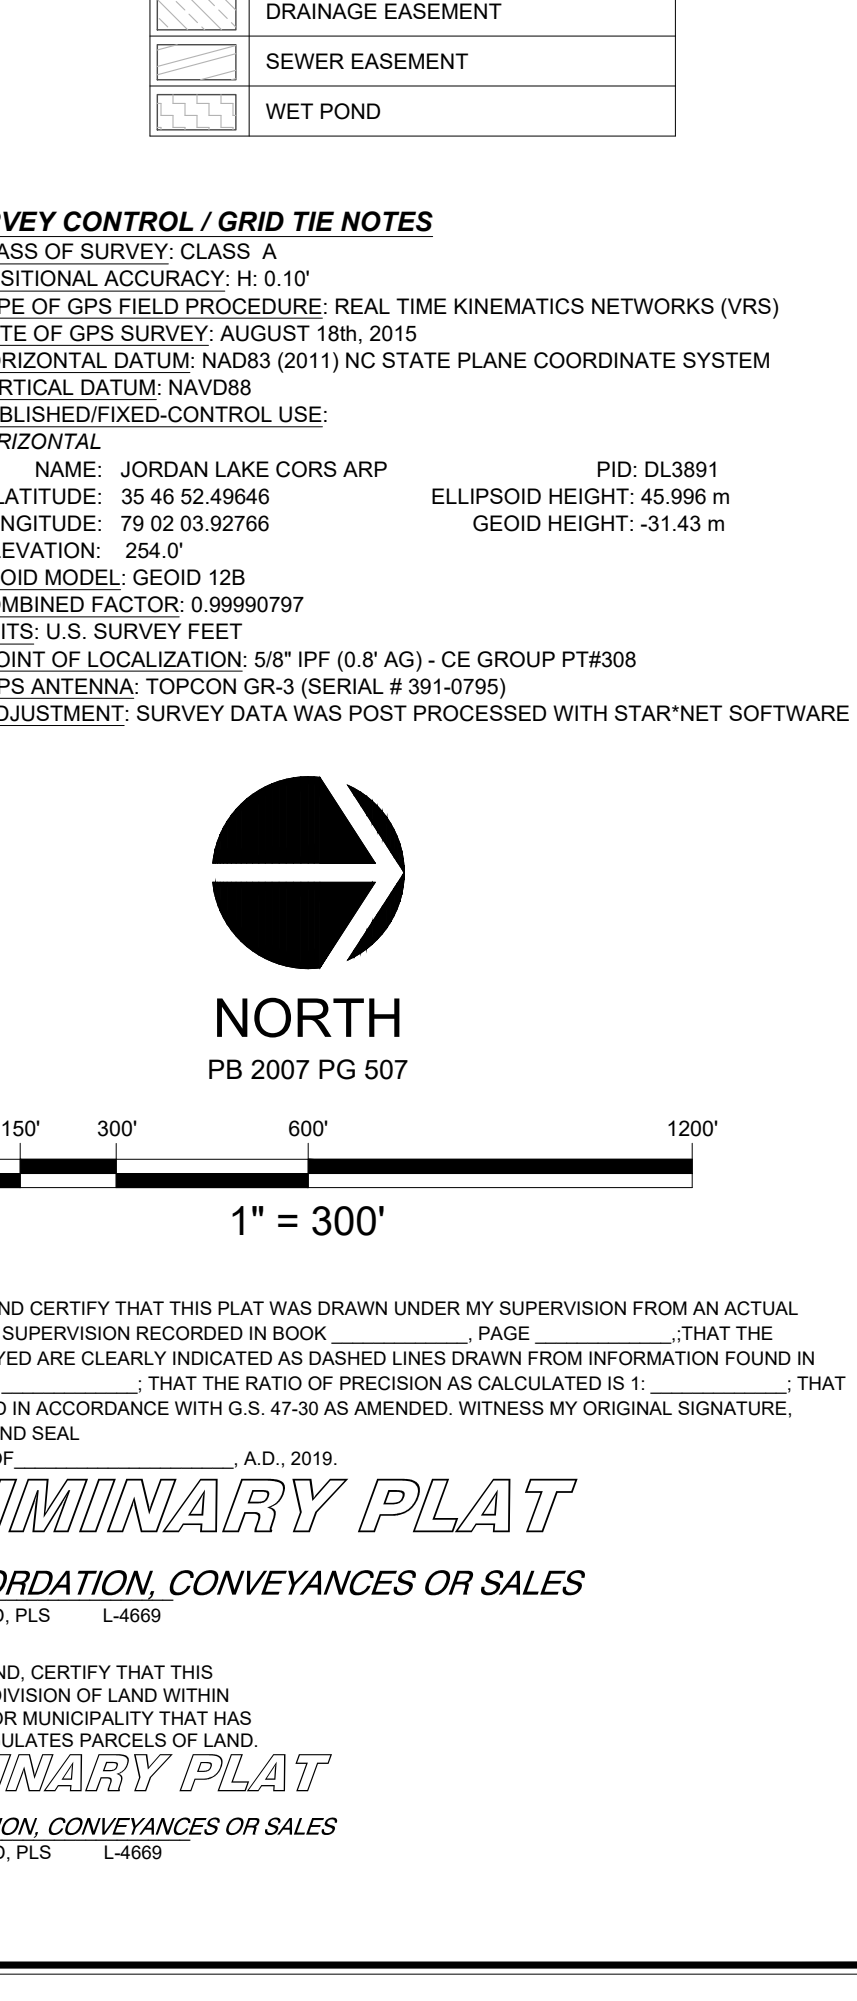 DRAINAGE EASEMENT
SEWER EASEMENT
WET POND
VEY CONTROL / GRID TIE NOTES
ASS OF SURVEY: CLASS A
SITIONAL ACCURACY: H: 0.10'
PE OF GPS FIELD PROCEDURE: REAL TIME KINEMATICS NETWORKS (VRS)
TE OF GPS SURVEY: AUGUST 18th, 2015
RIZONTAL DATUM: NAD83 (2011) NC STATE PLANE COORDINATE SYSTEM
RTICAL DATUM: NAVD88
BLISHED/FIXED-CONTROL USE:
RIZONTAL
NAME: JORDAN LAKE CORS ARP PID: DL3891
LATITUDE: 35 46 52.49646 ELLIPSOID HEIGHT: 45.996 m
NGITUDE: 79 02 03.92766 GEOID HEIGHT: -31.43 m
EVATION: 254.0'
OID MODEL: GEOID 12B
MBINED FACTOR: 0.99990797
ITS: U.S. SURVEY FEET
OINT OF LOCALIZATION: 5/8" IPF (0.8' AG) - CE GROUP PT#308
PS ANTENNA: TOPCON GR-3 (SERIAL # 391-0795)
DJUSTMENT: SURVEY DATA WAS POST PROCESSED WITH STAR*NET SOFTWARE
NORTH
PB 2007 PG 507
150' 300' 600' 1200'
1" = 300'
ND CERTIFY THAT THIS PLAT WAS DRAWN UNDER MY SUPERVISION FROM AN ACTUAL
SUPERVISION RECORDED IN BOOK _____________, PAGE _____________,;THAT THE
YED ARE CLEARLY INDICATED AS DASHED LINES DRAWN FROM INFORMATION FOUND IN
_____________; THAT THE RATIO OF PRECISION AS CALCULATED IS 1: _____________; THAT
D IN ACCORDANCE WITH G.S. 47-30 AS AMENDED. WITNESS MY ORIGINAL SIGNATURE,
ND SEAL
OF_____________________, A.D., 2019.
IMINARY PLAT
ORDATION, CONVEYANCES OR SALES
D, PLS L-4669
ND, CERTIFY THAT THIS
DIVISION OF LAND WITHIN
OR MUNICIPALITY THAT HAS
GULATES PARCELS OF LAND.
INARY PLAT
ION, CONVEYANCES OR SALES
D, PLS L-4669